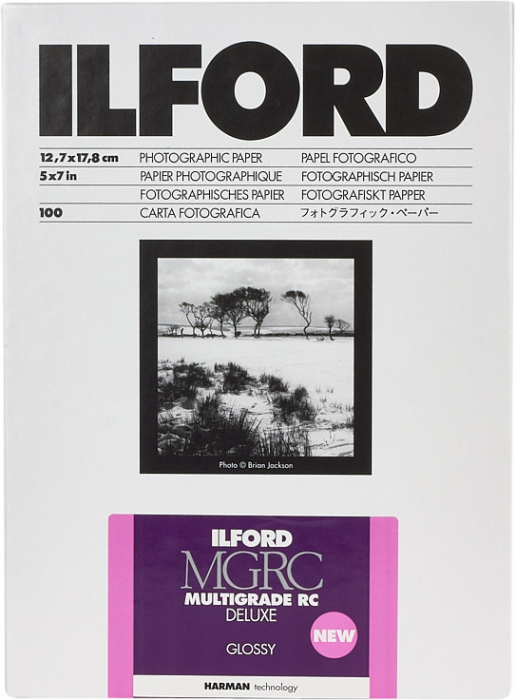 ILFORD
12,7x17,8 cm PHOTOGRAPHIC PAPER PAPEL FOTOGRAFICO
5x7 in PAPIER PHOTOGRAPHIQUE FOTOGRAFISCH PAPIER
FOTOGRAFISCHES PAPIER FOTOGRAFISKT PAPPER
100 CARTA FOTOGRAFICA フォトグラフィック・ペーパー
Photo © Brian Jackson
ILFORD
MGRC
MULTIGRADE RC
DELUXE
NEW
GLOSSY
HARMAN technology